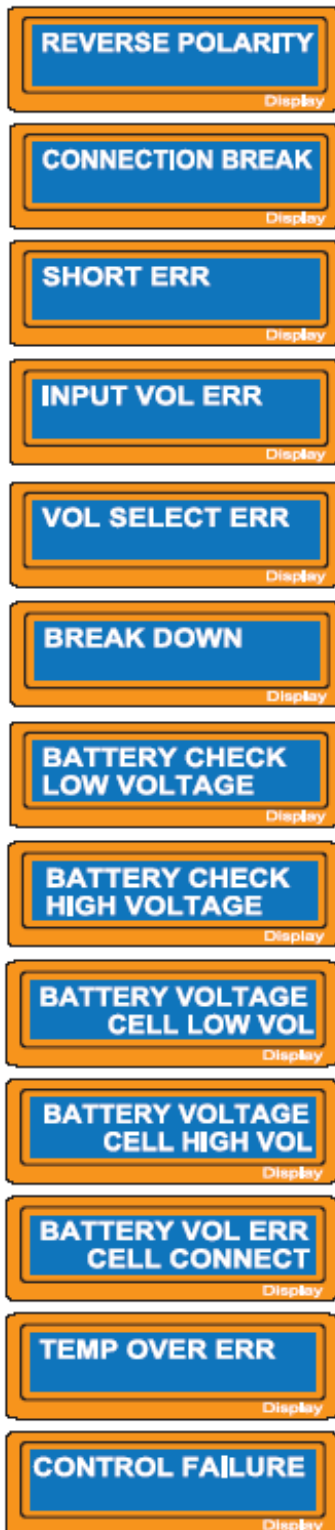 REVERSE POLARITY
Display
CONNECTION BREAK
Display
SHORT ERR
Display
INPUT VOL ERR
Display
VOL SELECT ERR
Display
BREAK DOWN
Display
BATTERY CHECK
LOW VOLTAGE
Display
BATTERY CHECK
HIGH VOLTAGE
Display
BATTERY VOLTAGE
CELL LOW VOL
Display
BATTERY VOLTAGE
CELL HIGH VOL
Display
BATTERY VOL ERR
CELL CONNECT
Display
TEMP OVER ERR
Display
CONTROL FAILURE
Display